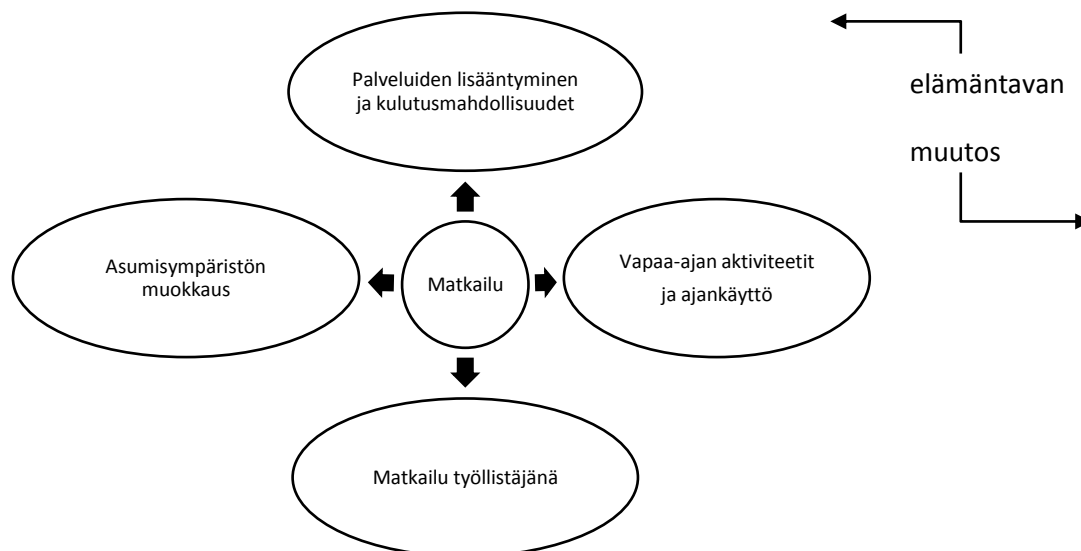 Palveluiden lisääntyminen
ja kulutusmahdollisuudet
elämäntavan
muutos
Asumisympäristön
muokkaus
Matkailu
Vapaa-ajan aktiviteetit
ja ajankäyttö
Matkailu työllistäjänä